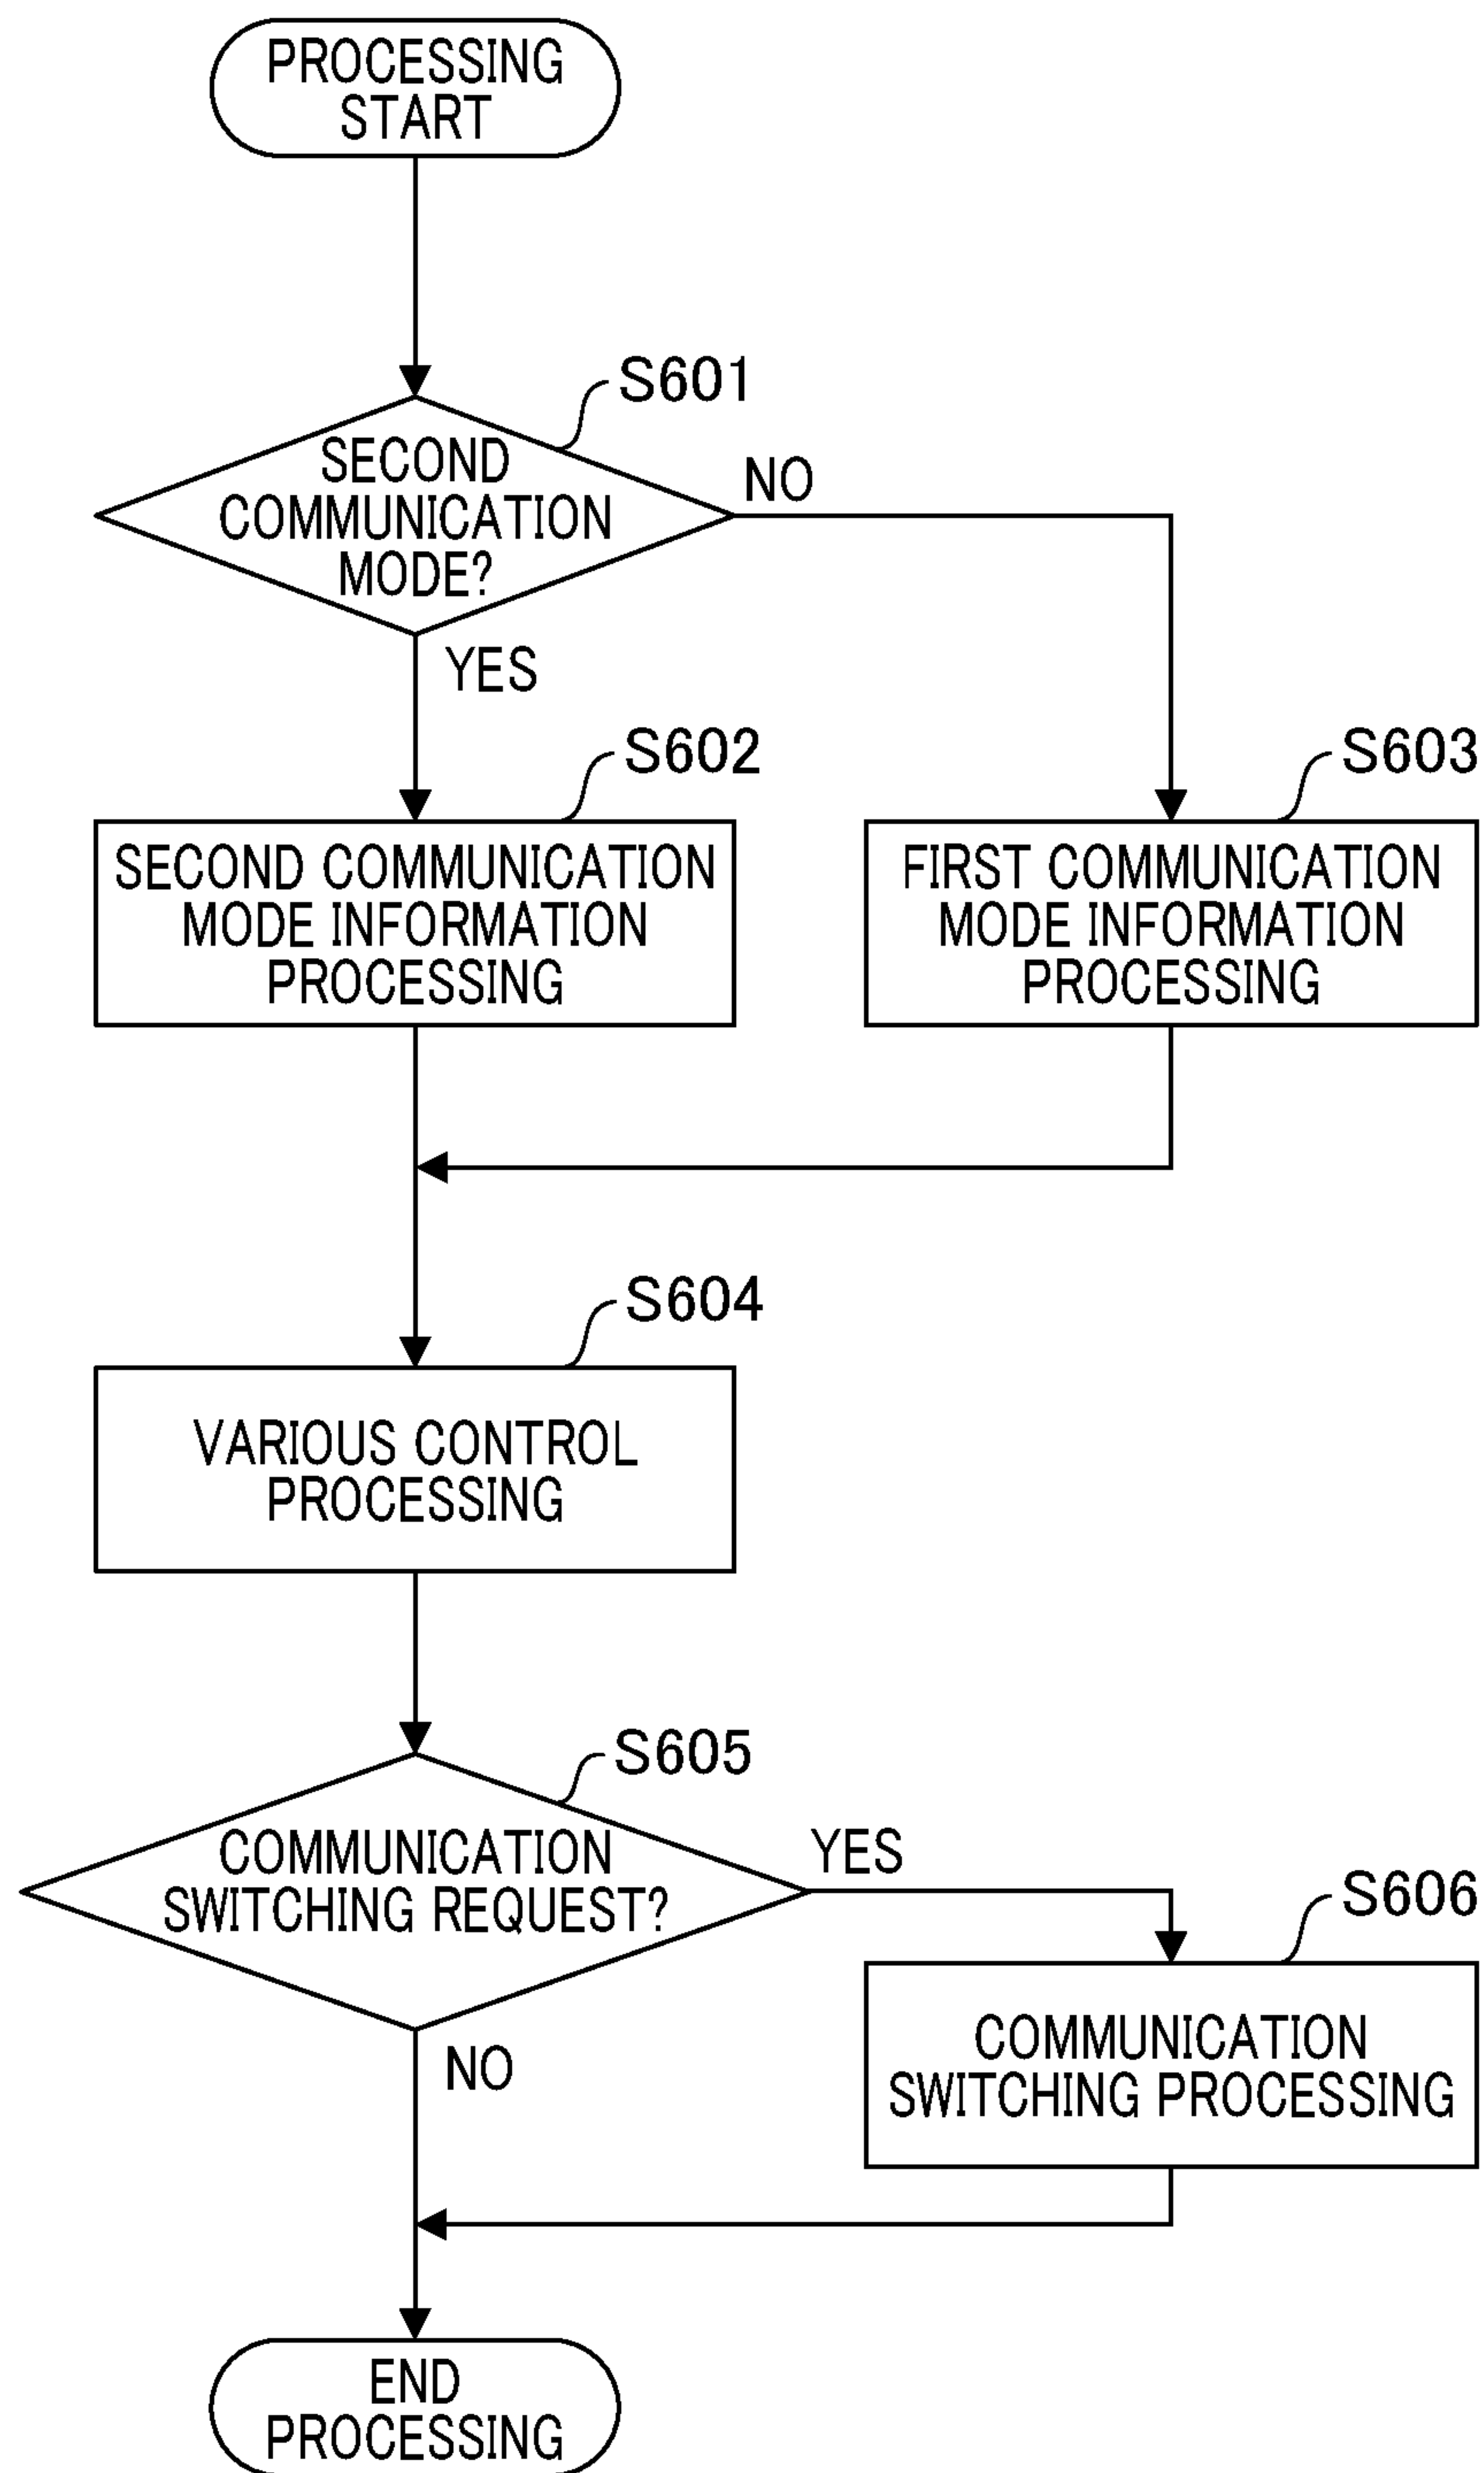 PROCESSING
START
S601
SECOND
COMMUNICATION
MODE?
NO
YES
S602
SECOND COMMUNICATION
MODE INFORMATION
PROCESSING
S603
FIRST COMMUNICATION
MODE INFORMATION
PROCESSING
S604
VARIOUS CONTROL
PROCESSING
S605
COMMUNICATION
SWITCHING REQUEST?
YES
NO
S606
COMMUNICATION
SWITCHING PROCESSING
END
PROCESSING